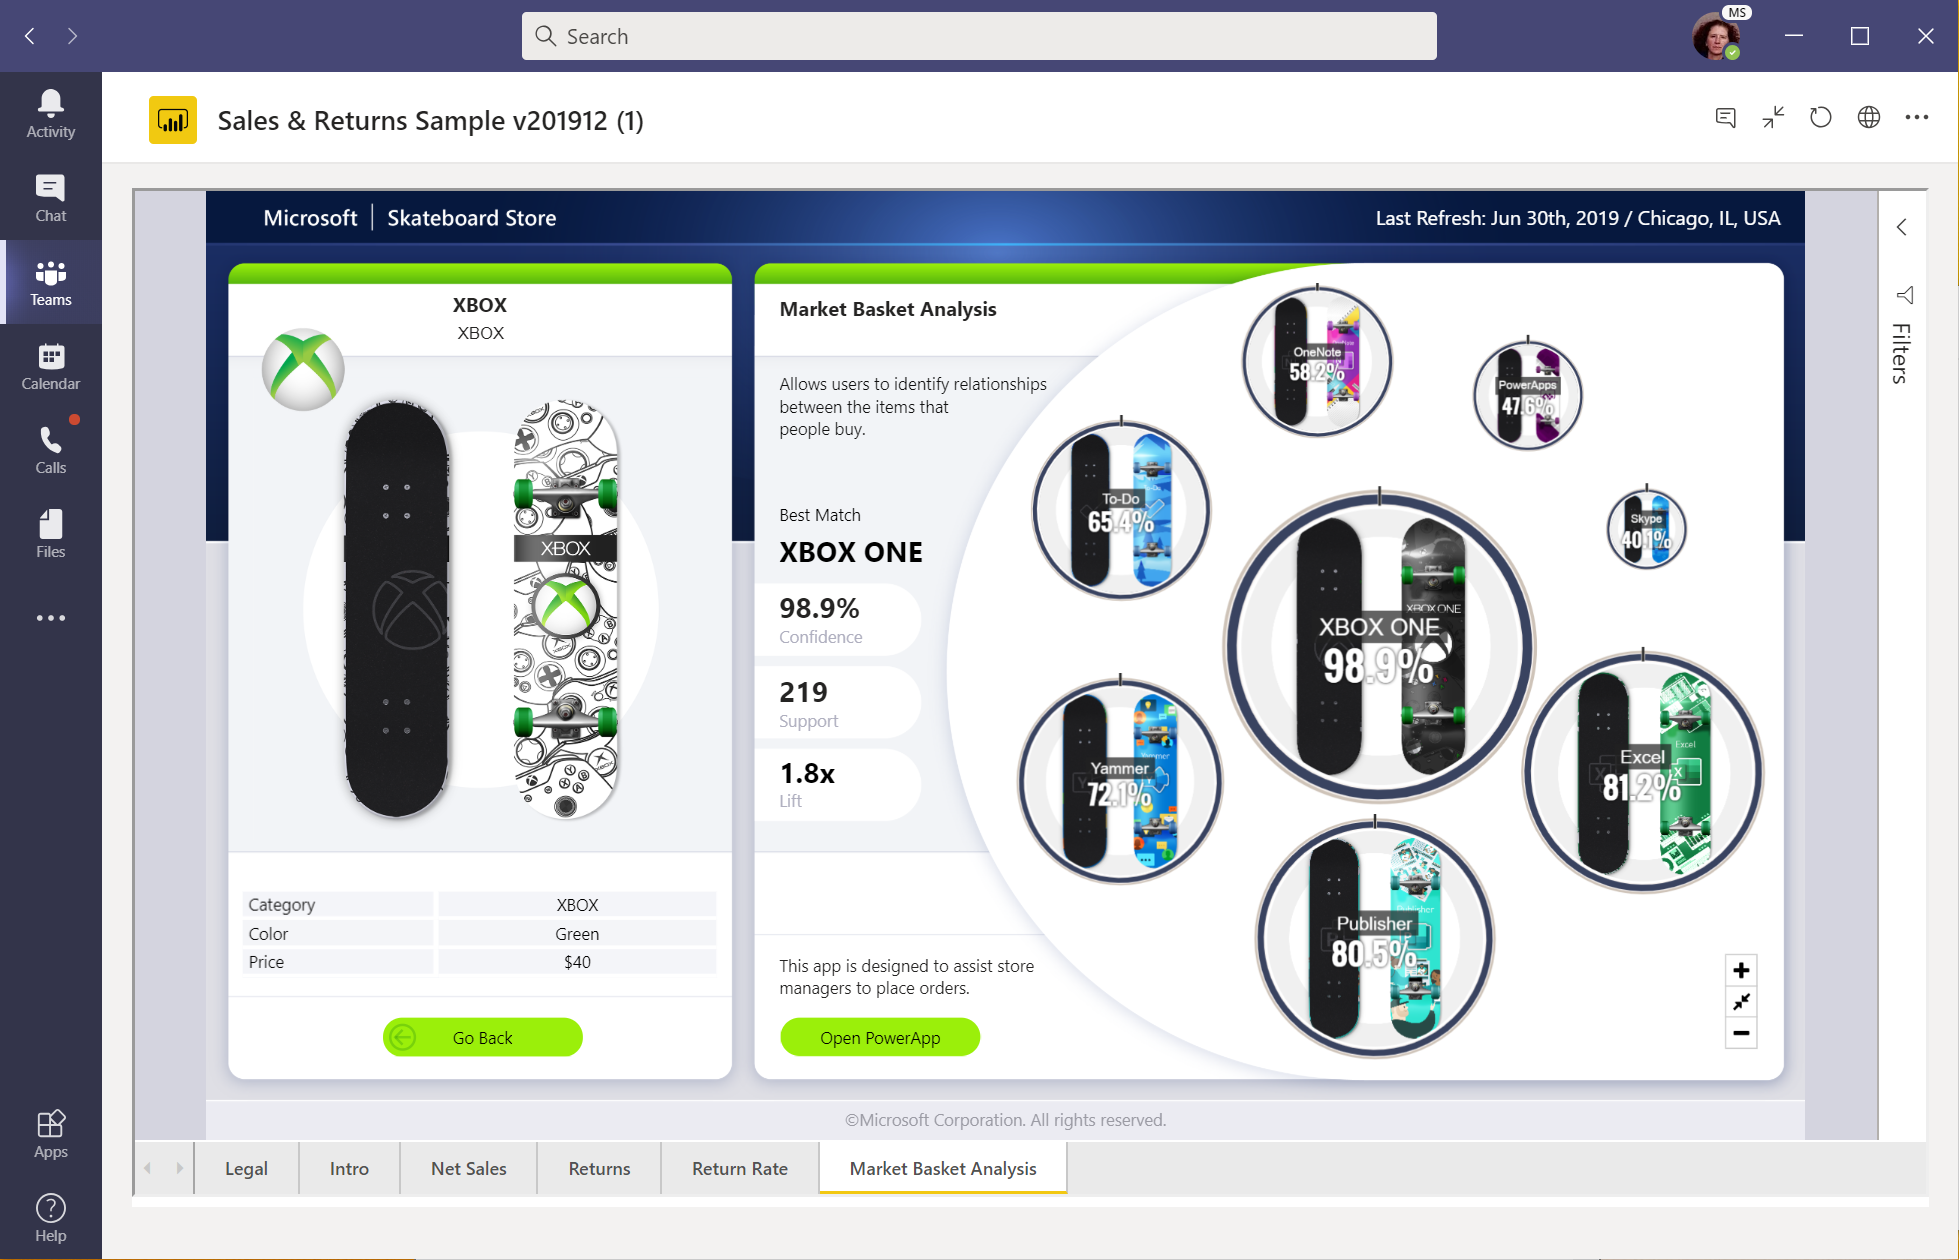 Search
MS
Activity
Chat
Teams
Calendar
Calls
Files
Apps
Help
Sales & Returns Sample v201912 (1)
Microsoft | Skateboard Store
Last Refresh: Jun 30th, 2019 / Chicago, IL, USA
Filters
XBOX
XBOX
XBOX
Category XBOX
Color Green
Price $40
Go Back
Market Basket Analysis
Allows users to identify relationships
between the items that
people buy.
Best Match
XBOX ONE
98.9%
Confidence
219
Support
1.8x
Lift
This app is designed to assist store
managers to place orders.
Open PowerApp
OneNote
58.2%
PowerApps
47.6%
To-Do
65.4%
Skype
40.1%
XBOX ONE
XBOX ONE
98.9%
Yammer
72.1%
Excel
Excel
81.2%
Publisher
80.5%
©Microsoft Corporation. All rights reserved.
Legal
Intro
Net Sales
Returns
Return Rate
Market Basket Analysis